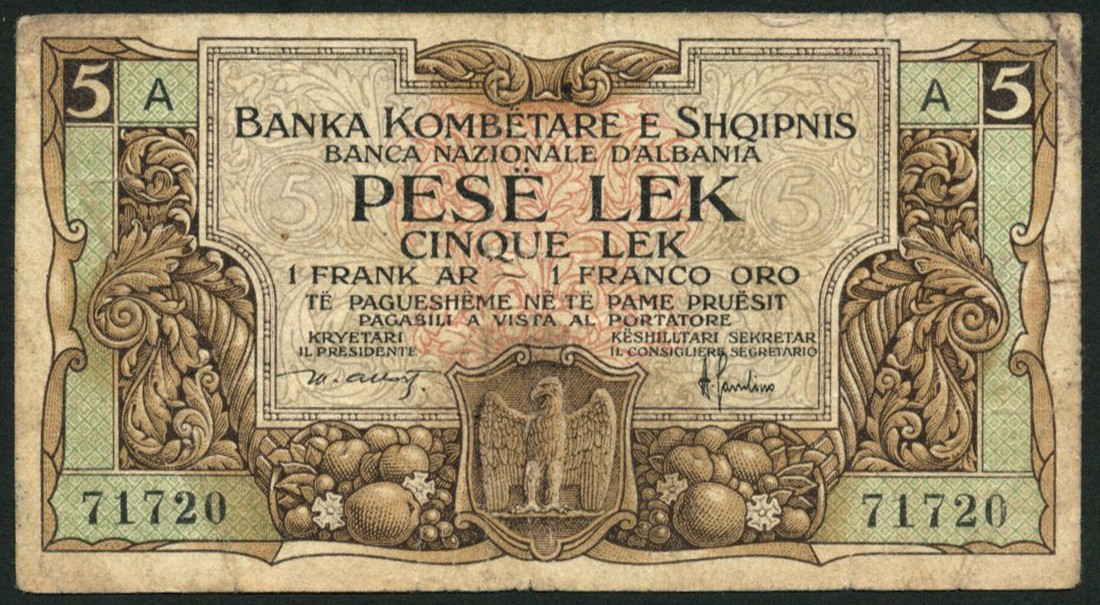 5 A A 5
BANKA KOMBËTARE E SHQIPNIS
BANCA NAZIONALE D'ALBANIA
5 PESË LEK 5
CINQUE LEK
1 FRANK AR ~ 1 FRANCO ORO
TË PAGUESHËME NË TË PAME PRUËSIT
PAGABILI A VISTA AL PORTATORE
KRYETARI KËSHILLTARI SEKRETAR
IL PRESIDENTE IL CONSIGLIERE SEGRETARIO
71720 71720